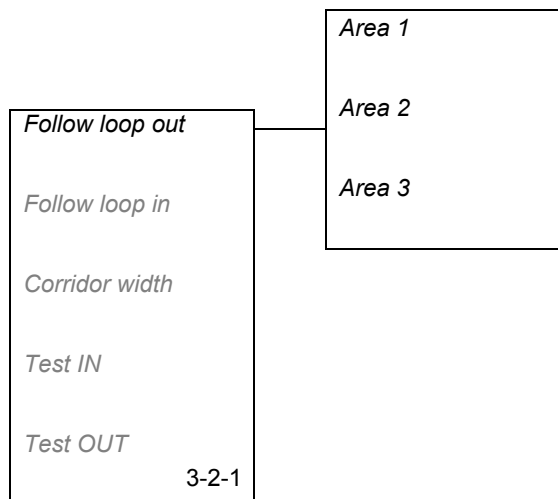 Follow loop out
Follow loop in
Corridor width
Test IN
Test OUT
3-2-1
Area 1
Area 2
Area 3